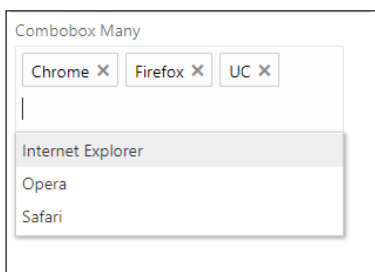 Combobox Many
Chrome × Firefox × UC ×
Internet Explorer
Opera
Safari